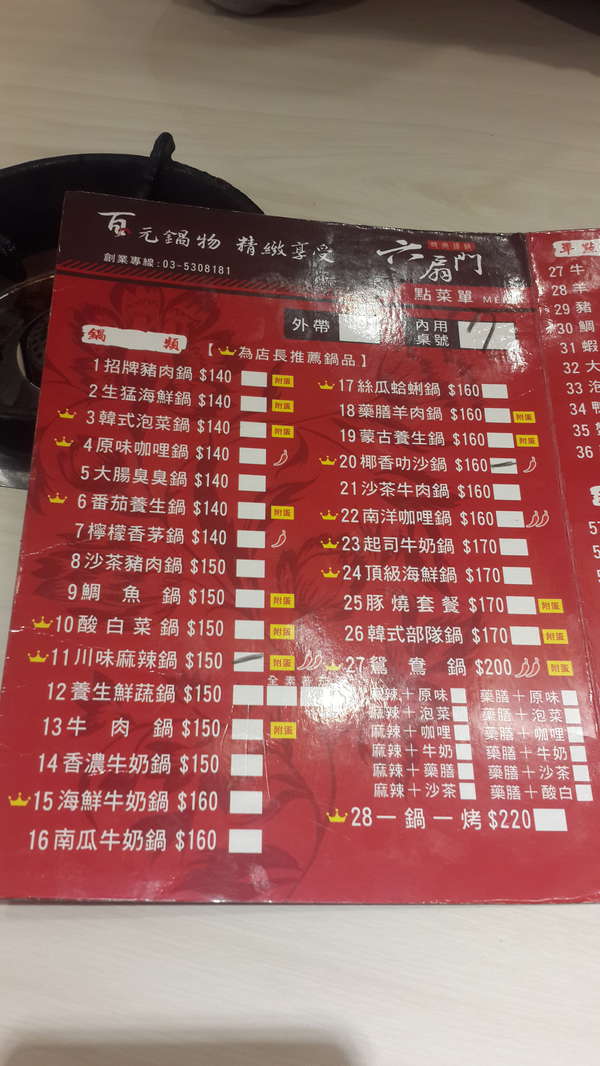 百元鍋物 精緻享受
創業專線:03-5308181
六扇門
時尚湯鍋
點菜單 MENU
外帶
內用
桌號
鍋 類
【為店長推薦鍋品】
1 招牌豬肉鍋 $140 附蛋
2 生猛海鮮鍋 $140 附蛋
3 韓式泡菜鍋 $140 附蛋
4 原味咖哩鍋 $140
5 大腸臭臭鍋 $140
6 番茄養生鍋 $140 附蛋
7 檸檬香茅鍋 $140
8 沙茶豬肉鍋 $150
9 鯛魚鍋 $150 附蛋
10 酸白菜鍋 $150 附蛋
11 川味麻辣鍋 $150 附蛋
全素
12 養生鮮蔬鍋 $150
13 牛肉鍋 $150 附蛋
14 香濃牛奶鍋 $150
15 海鮮牛奶鍋 $160
16 南瓜牛奶鍋 $160
17 絲瓜蛤蜊鍋 $160
18 藥膳羊肉鍋 $160 附蛋
19 蒙古養生鍋 $160 附蛋
20 椰香叻沙鍋 $160
21 沙茶牛肉鍋 $160
22 南洋咖哩鍋 $160
23 起司牛奶鍋 $170
24 頂級海鮮鍋 $170
25 豚燒套餐 $170 附蛋
26 韓式部隊鍋 $170 附蛋
27 鴛鴦鍋 $200 附蛋
麻辣+原味 藥膳+原味
麻辣+泡菜 藥膳+泡菜
麻辣+咖哩 藥膳+咖哩
麻辣+牛奶 藥膳+牛奶
麻辣+藥膳 藥膳+沙茶
麻辣+沙茶 藥膳+酸白
28 一鍋一烤 $220
單點
27 牛
28 羊
29 豬
30 鯛
31 蝦
32 大
33 泡
34 鴨
35 蟹
36
57